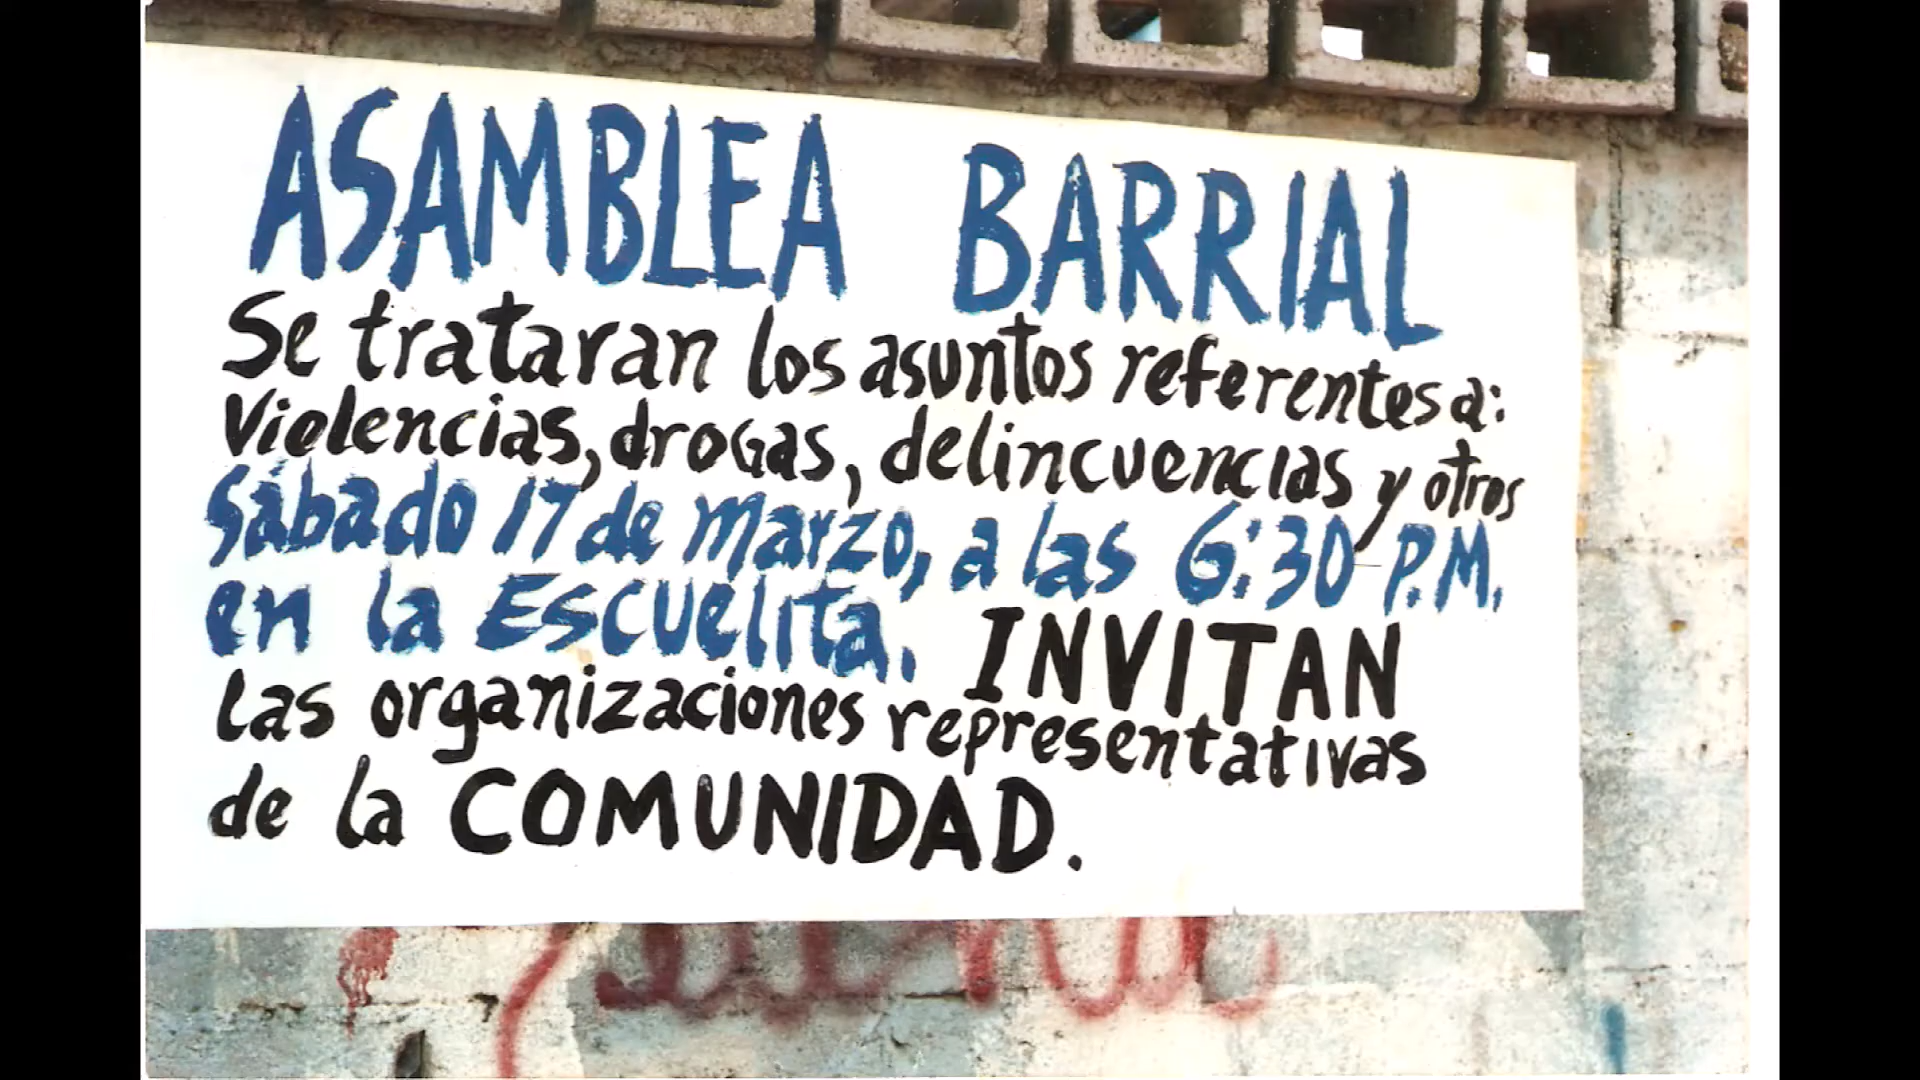 ASAMBLEA BARRIAL
Se trataran los asuntos referentes a:
Violencias, drogas, delincuencias y otros
Sábado 17 de Marzo, a las 6:30 P.M.
en la Escuelita. INVITAN
las organizaciones representativas
de la COMUNIDAD.